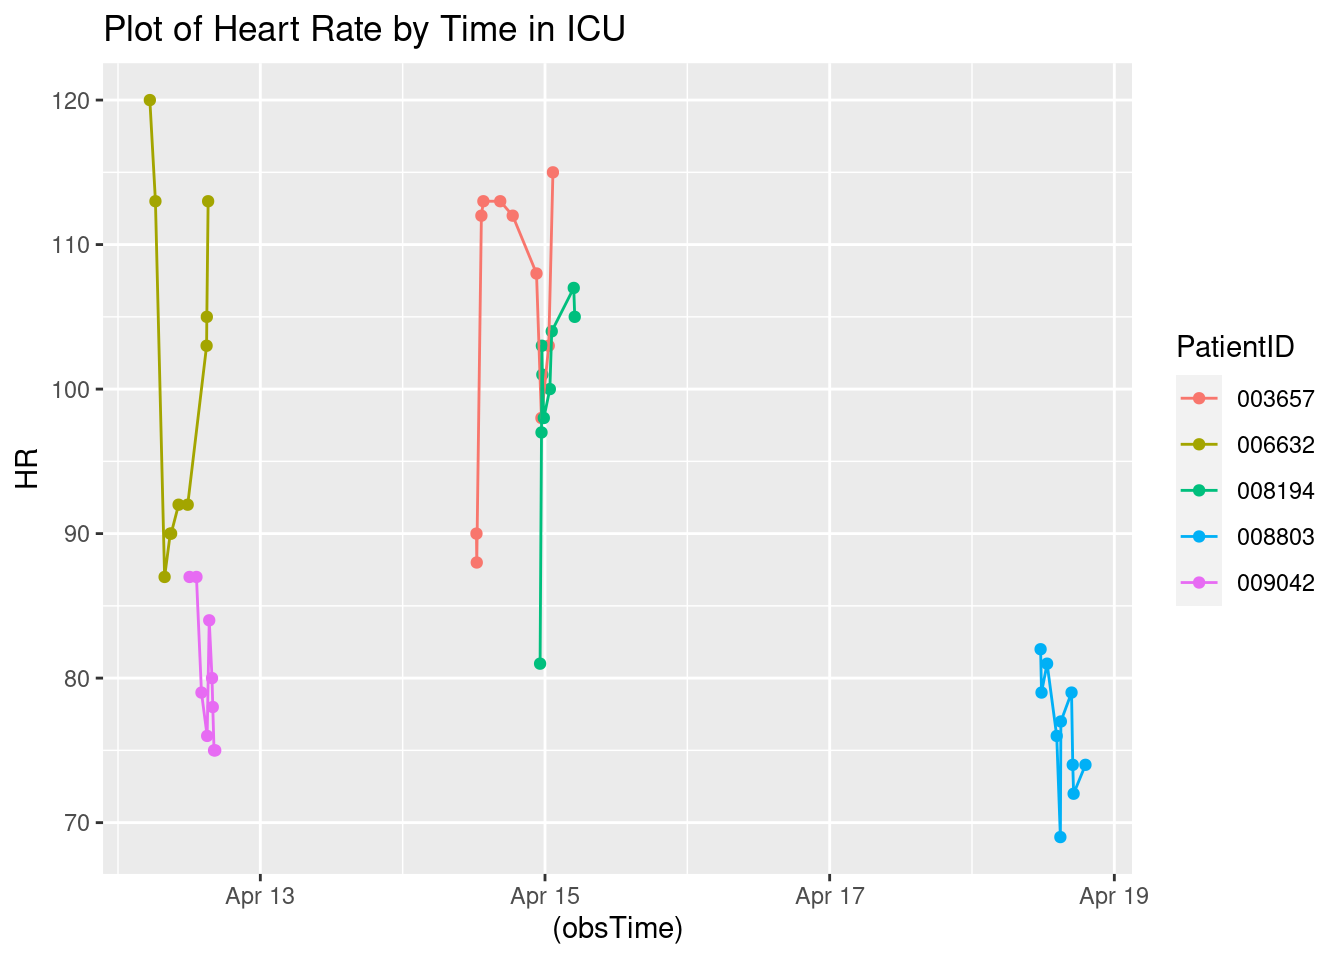 Plot of Heart Rate by Time in ICU
120
110
100
90
80
70
HR
Apr 13
Apr 15
Apr 17
Apr 19
(obsTime)
PatientID
003657
006632
008194
008803
009042